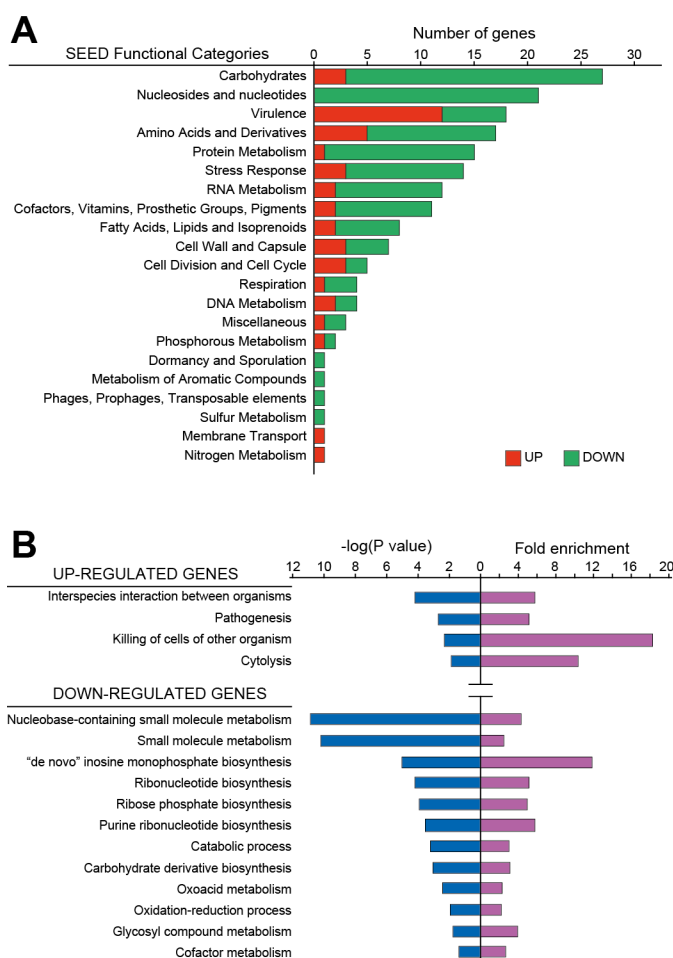 A
Number of genes
SEED Functional Categories
0 5 10 15 20 25 30
Carbohydrates
Nucleosides and nucleotides
Virulence
Amino Acids and Derivatives
Protein Metabolism
Stress Response
RNA Metabolism
Cofactors, Vitamins, Prosthetic Groups, Pigments
Fatty Acids, Lipids and Isoprenoids
Cell Wall and Capsule
Cell Division and Cell Cycle
Respiration
DNA Metabolism
Miscellaneous
Phosphorous Metabolism
Dormancy and Sporulation
Metabolism of Aromatic Compounds
Phages, Prophages, Transposable elements
Sulfur Metabolism
Membrane Transport
Nitrogen Metabolism
UP DOWN
B
-log(P value) Fold enrichment
UP-REGULATED GENES
12 10 8 6 4 2 0 4 8 12 16 20
Interspecies interaction between organisms
Pathogenesis
Killing of cells of other organism
Cytolysis
DOWN-REGULATED GENES
Nucleobase-containing small molecule metabolism
Small molecule metabolism
“de novo” inosine monophosphate biosynthesis
Ribonucleotide biosynthesis
Ribose phosphate biosynthesis
Purine ribonucleotide biosynthesis
Catabolic process
Carbohydrate derivative biosynthesis
Oxoacid metabolism
Oxidation-reduction process
Glycosyl compound metabolism
Cofactor metabolism